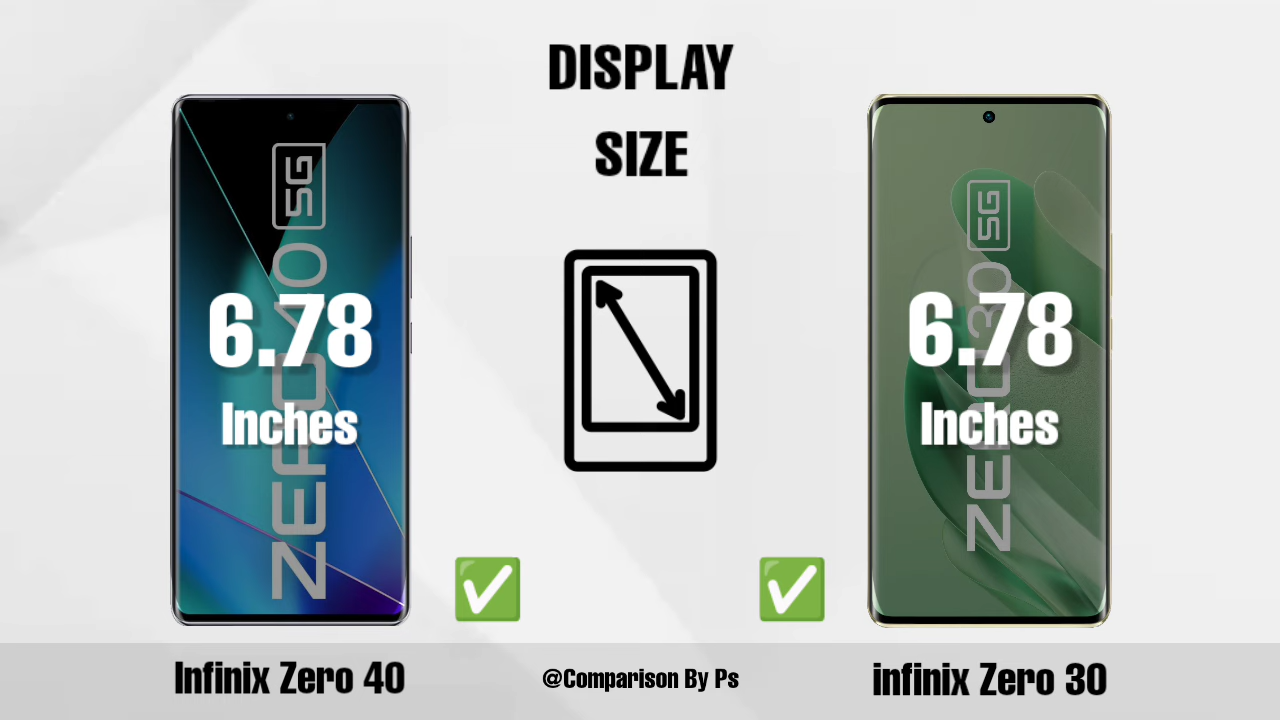 DISPLAY
SIZE
ZERO 40 5G
6.78
Inches
ZERO 30 5G
6.78
Inches
Infinix Zero 40
@Comparison By Ps
infinix Zero 30